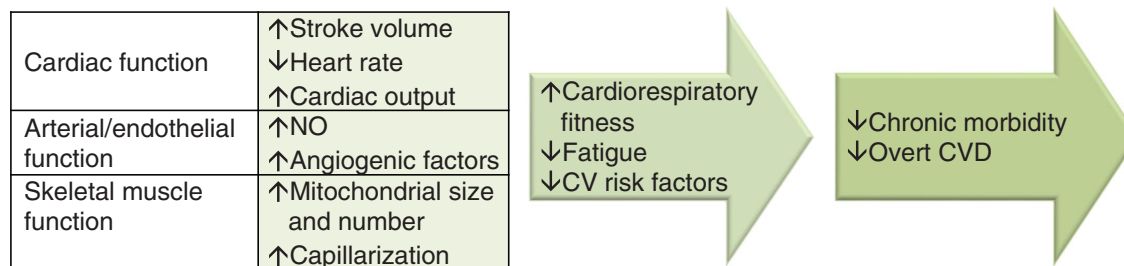 Cardiac function
↑Stroke volume
↓Heart rate
↑Cardiac output
Arterial/endothelial
function
↑NO
↑Angiogenic factors
Skeletal muscle
function
↑Mitochondrial size
and number
↑Capillarization
↑Cardiorespiratory
fitness
↓Fatigue
↓CV risk factors
↓Chronic morbidity
↓Overt CVD